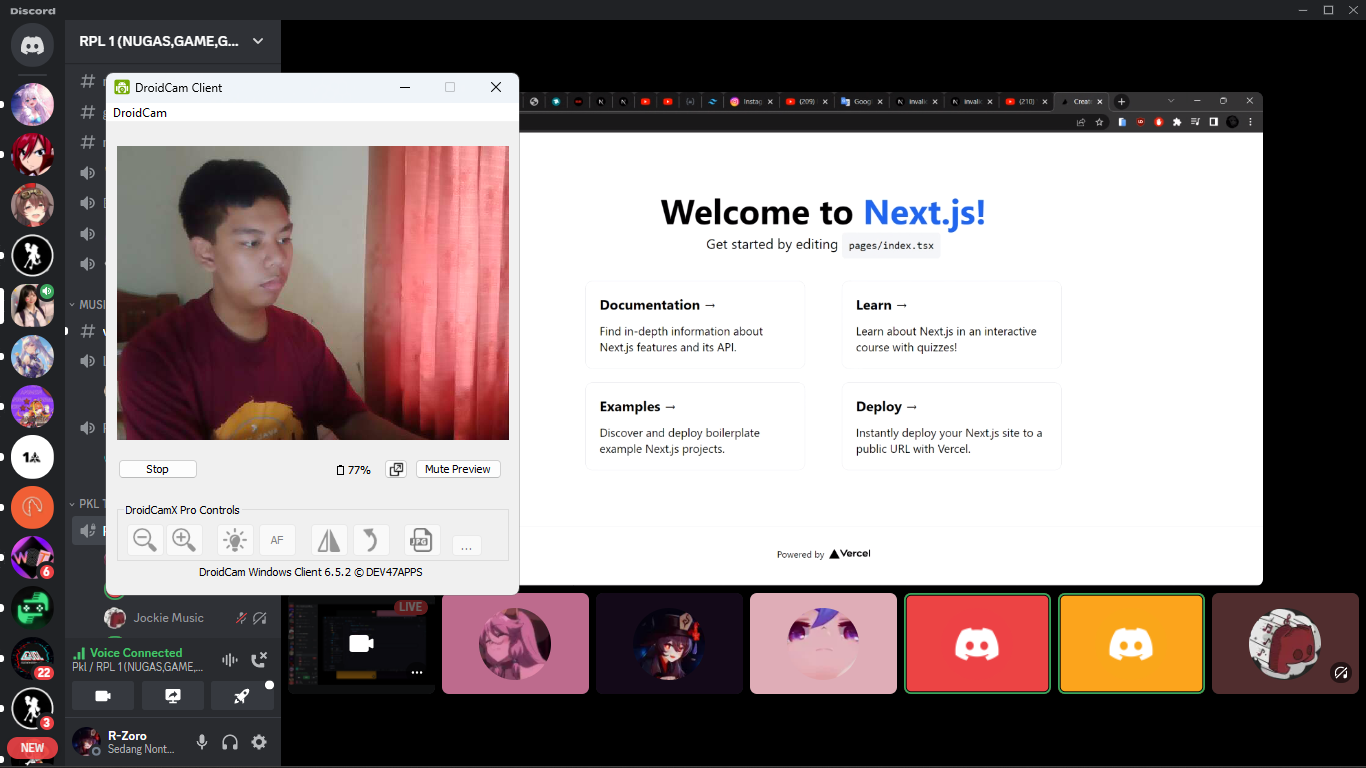 Discord
RPL 1 (NUGAS,GAME,G...
DroidCam Client
DroidCam
Stop
77%
Mute Preview
DroidCamX Pro Controls
AF
JPG
...
DroidCam Windows Client 6.5.2 © DEV47APPS
Instag
(209)
Goog
invali
invali
(210)
Creat
Welcome to Next.js!
Get started by editing pages/index.tsx
Documentation →
Find in-depth information about
Next.js features and its API.
Learn →
Learn about Next.js in an interactive
course with quizzes!
Examples →
Discover and deploy boilerplate
example Next.js projects.
Deploy →
Instantly deploy your Next.js site to a
public URL with Vercel.
Powered by Vercel
MUSI
PKL T
6
22
3
NEW
Jockie Music
Voice Connected
Pkl / RPL 1 (NUGAS,GAME,...
R-Zoro
Sedang Nont...
LIVE
...